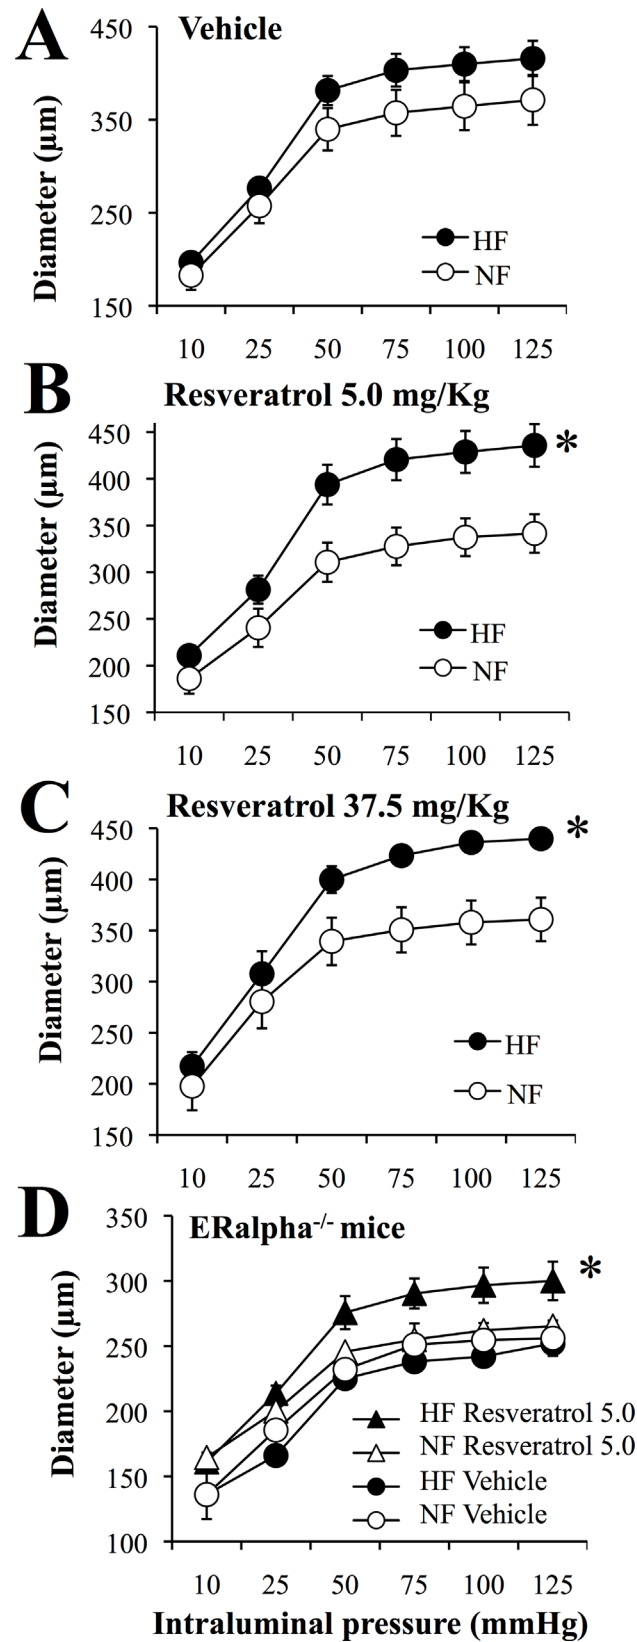 A
Vehicle
450
350
250
150
Diameter (μm)
HF
NF
10 25 50 75 100 125
B
Resveratrol 5.0 mg/Kg
450
400
350
300
250
200
150
Diameter (μm)
*
HF
NF
10 25 50 75 100 125
C
Resveratrol 37.5 mg/Kg
450
400
350
300
250
200
150
Diameter (μm)
*
HF
NF
10 25 50 75 100 125
D
ERalpha-/- mice
350
300
250
200
150
100
Diameter (μm)
*
HF Resveratrol 5.0
NF Resveratrol 5.0
HF Vehicle
NF Vehicle
10 25 50 75 100 125
Intraluminal pressure (mmHg)